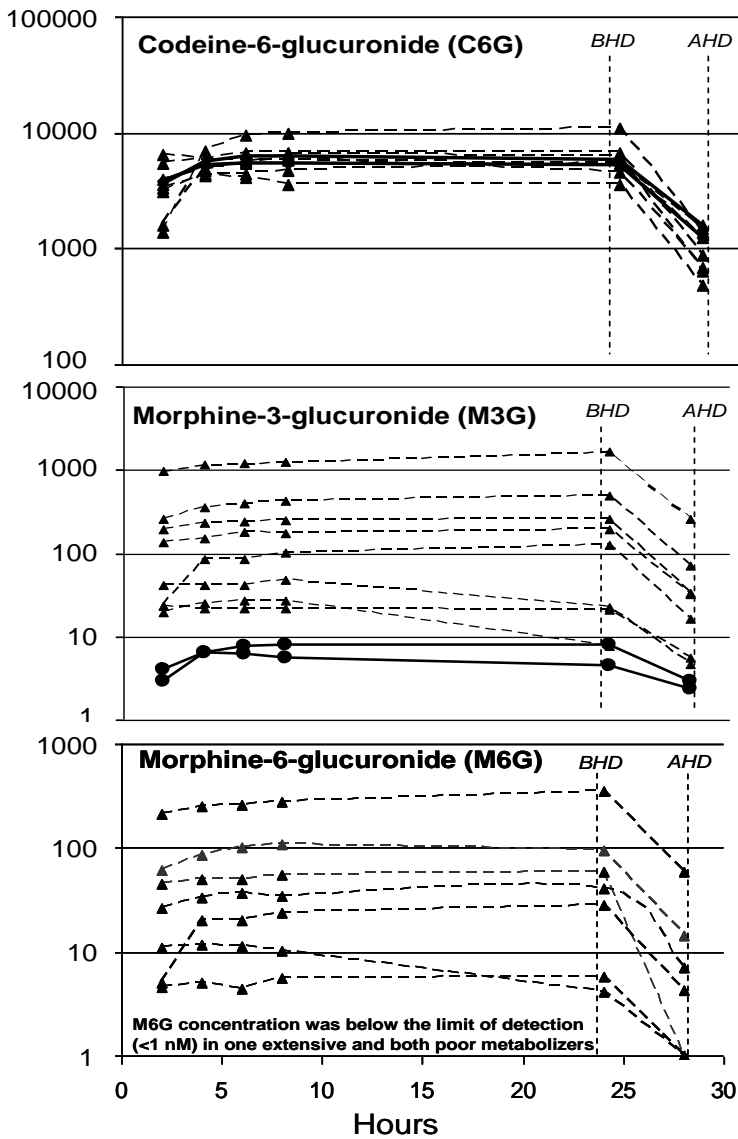 100000
Codeine-6-glucuronide (C6G)
BHD
AHD
10000
1000
100
10000
Morphine-3-glucuronide (M3G)
BHD
AHD
1000
100
10
1
1000
Morphine-6-glucuronide (M6G)
BHD
AHD
100
10
M6G concentration was below the limit of detection
(<1 nM) in one extensive and both poor metabolizers
1
0 5 10 15 20 25 30
Hours